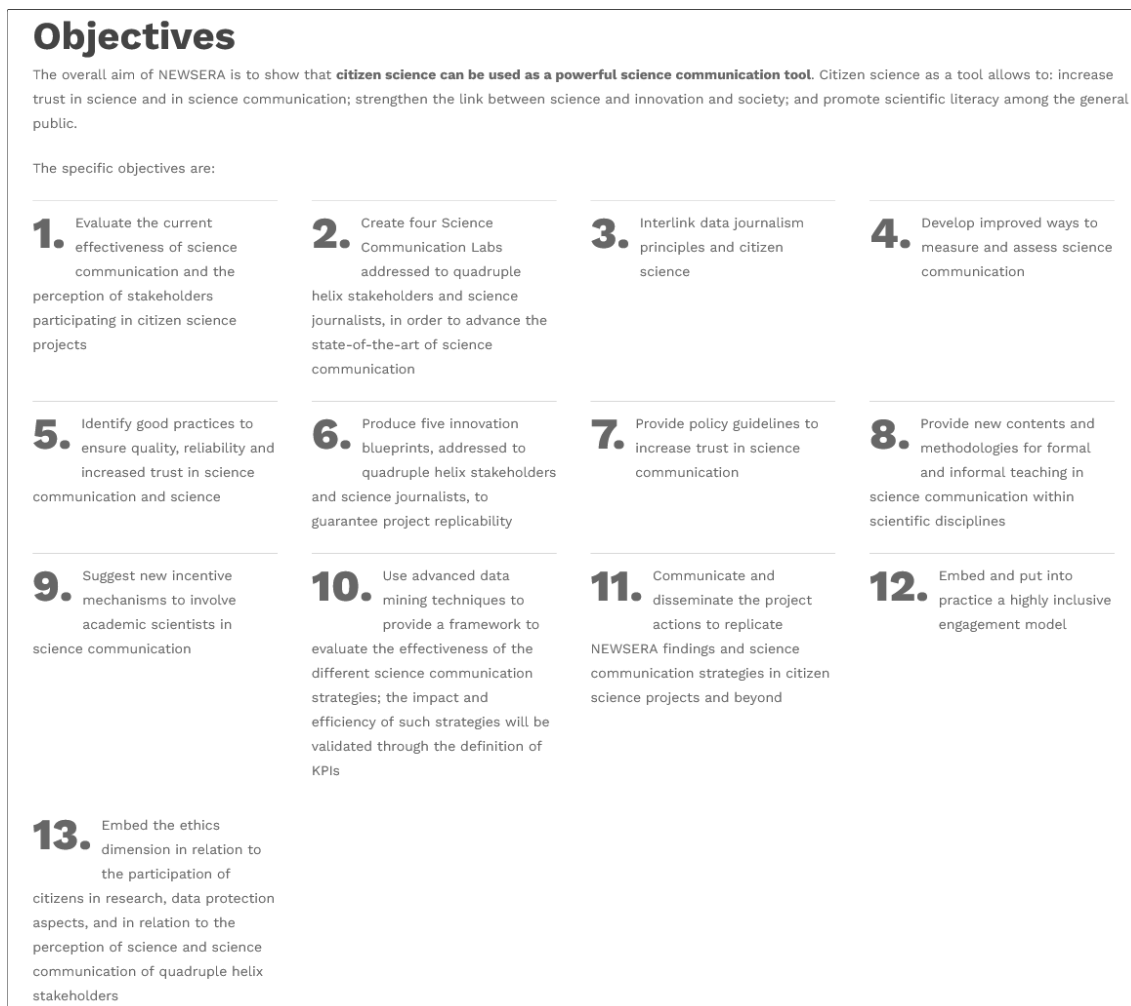 Objectives
The overall aim of NEWSERA is to show that citizen science can be used as a powerful science communication tool. Citizen science as a tool allows to: increase
trust in science and in science communication; strengthen the link between science and innovation and society; and promote scientific literacy among the general
public.
The specific objectives are:
1. Evaluate the current
effectiveness of science
communication and the
perception of stakeholders
participating in citizen science
projects
2. Create four Science
Communication Labs
addressed to quadruple
helix stakeholders and science
journalists, in order to advance the
state-of-the-art of science
communication
3. Interlink data journalism
principles and citizen
science
4. Develop improved ways to
measure and assess science
communication
5. Identify good practices to
ensure quality, reliability and
increased trust in science
communication and science
6. Produce five innovation
blueprints, addressed to
quadruple helix stakeholders
and science journalists, to
guarantee project replicability
7. Provide policy guidelines to
increase trust in science
communication
8. Provide new contents and
methodologies for formal
and informal teaching in
science communication within
scientific disciplines
9. Suggest new incentive
mechanisms to involve
academic scientists in
science communication
10. Use advanced data
mining techniques to
provide a framework to
evaluate the effectiveness of the
different science communication
strategies; the impact and
efficiency of such strategies will be
validated through the definition of
KPIs
11. Communicate and
disseminate the project
actions to replicate
NEWSERA findings and science
communication strategies in citizen
science projects and beyond
12. Embed and put into
practice a highly inclusive
engagement model
13. Embed the ethics
dimension in relation to
the participation of
citizens in research, data protection
aspects, and in relation to the
perception of science and science
communication of quadruple helix
stakeholders